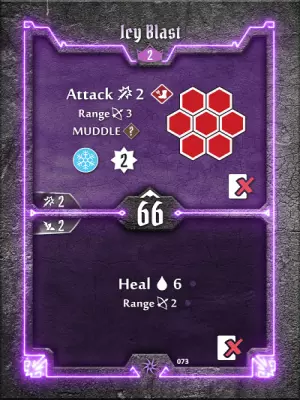 Icy Blast
2
Attack 2
Range 3
MUDDLE ?
2
2
66
2
Heal 6
Range 2
073